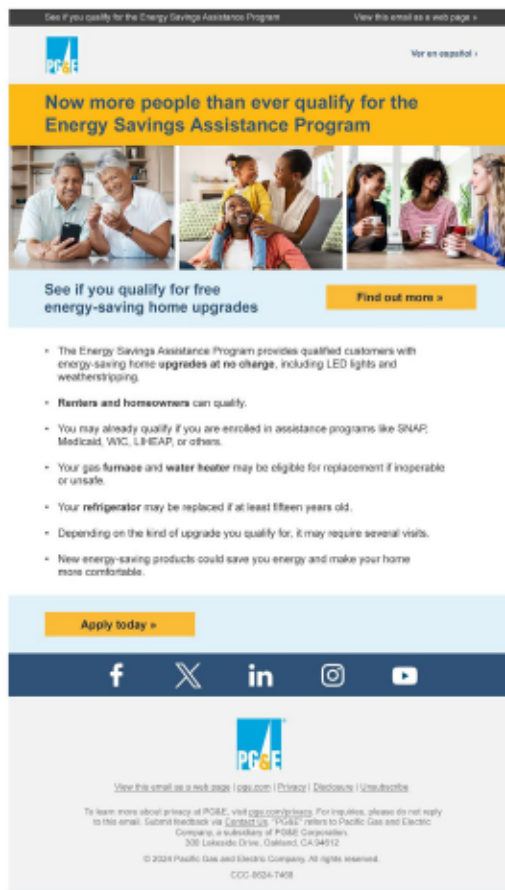 See if you qualify for the Energy Savings Assistance Program
View this email as a web page »
PG&E
Ver en español ›
Now more people than ever qualify for the
Energy Savings Assistance Program
See if you qualify for free
energy-saving home upgrades
Find out more »
• The Energy Savings Assistance Program provides qualified customers with
energy-saving home upgrades at no charge, including LED lights and
weatherstripping.
• Renters and homeowners can qualify.
• You may already qualify if you are enrolled in assistance programs like SNAP,
Medicaid, WIC, LIHEAP, or others.
• Your gas furnace and water heater may be eligible for replacement if inoperable
or unsafe.
• Your refrigerator may be replaced if at least fifteen years old.
• Depending on the kind of upgrade you qualify for, it may require several visits.
• New energy-saving products could save you energy and make your home
more comfortable.
Apply today »
f X in
PG&E
View this email as a web page | pge.com | Privacy | Disclosure | Unsubscribe
To learn more about privacy at PG&E, visit pge.com/privacy. For inquiries, please do not reply
to this email. Submit feedback via Contact Us. "PG&E" refers to Pacific Gas and Electric
Company, a subsidiary of PG&E Corporation.
300 Lakeside Drive, Oakland, CA 94612
© 2024 Pacific Gas and Electric Company. All rights reserved.
CCC-0624-7468